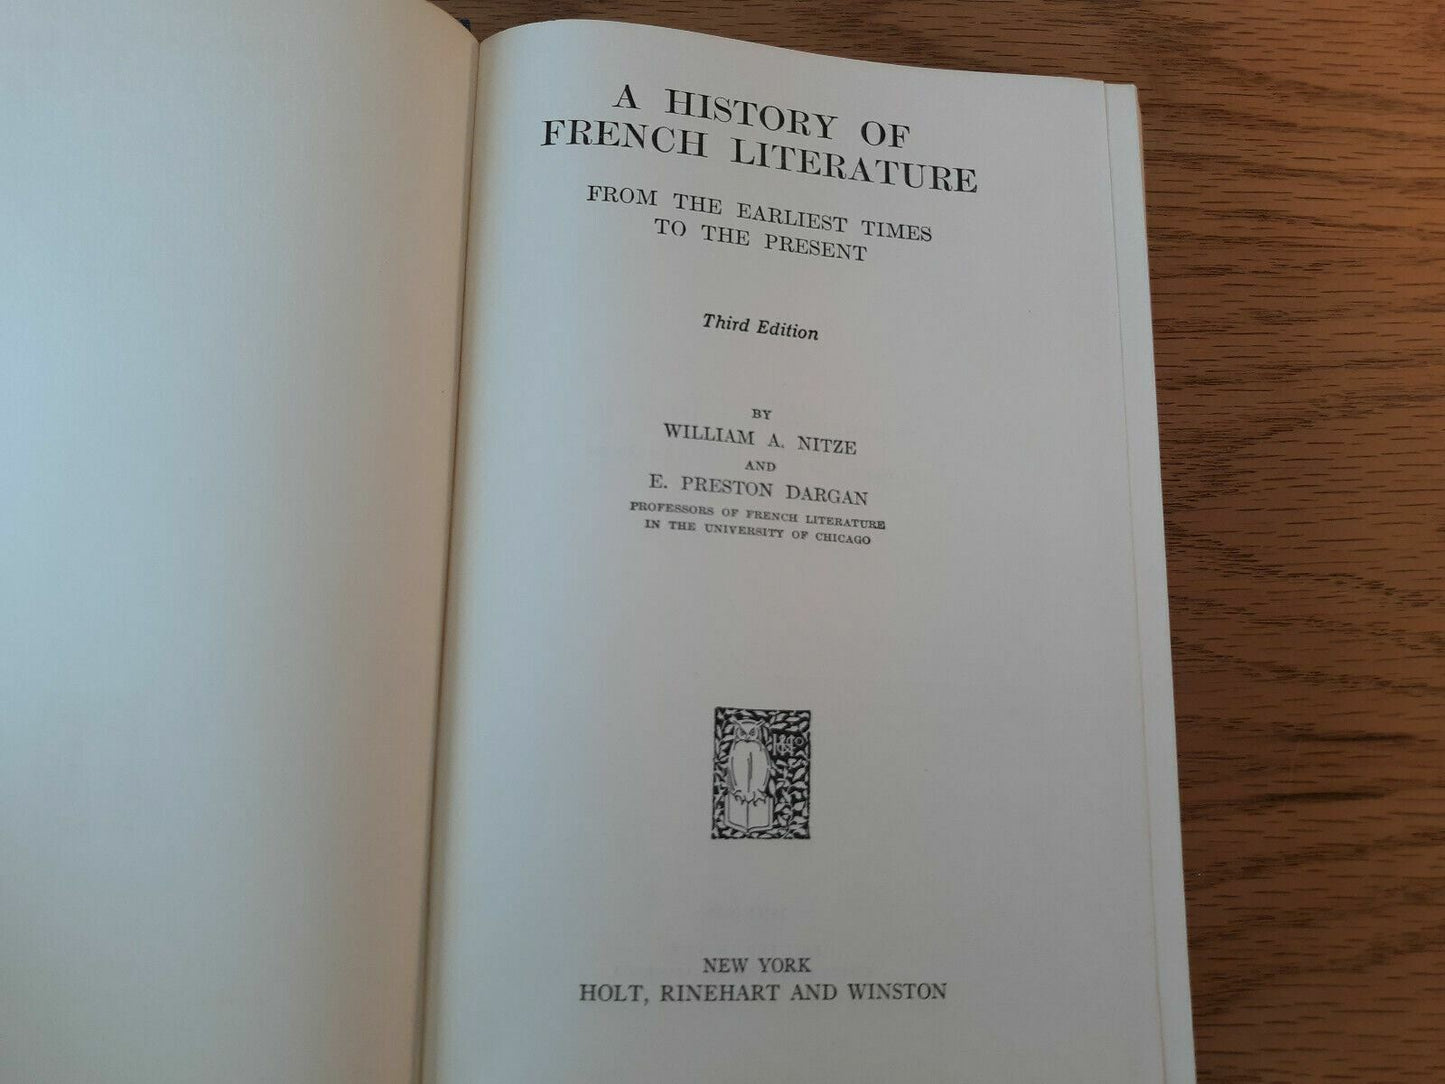 A HISTORY OF
FRENCH LITERATURE
FROM THE EARLIEST TIMES
TO THE PRESENT
Third Edition
BY
WILLIAM A. NITZE
AND
E. PRESTON DARGAN
PROFESSORS OF FRENCH LITERATURE
IN THE UNIVERSITY OF CHICAGO
NEW YORK
HOLT, RINEHART AND WINSTON